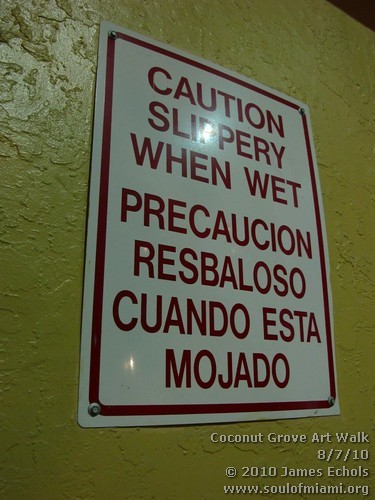 CAUTION
SLIPPERY
WHEN WET
PRECAUCION
RESBALOSO
CUANDO ESTA
MOJADO
Coconut Grove Art Walk
8/7/10
© 2010 James Echols
www.soulofmiami.org